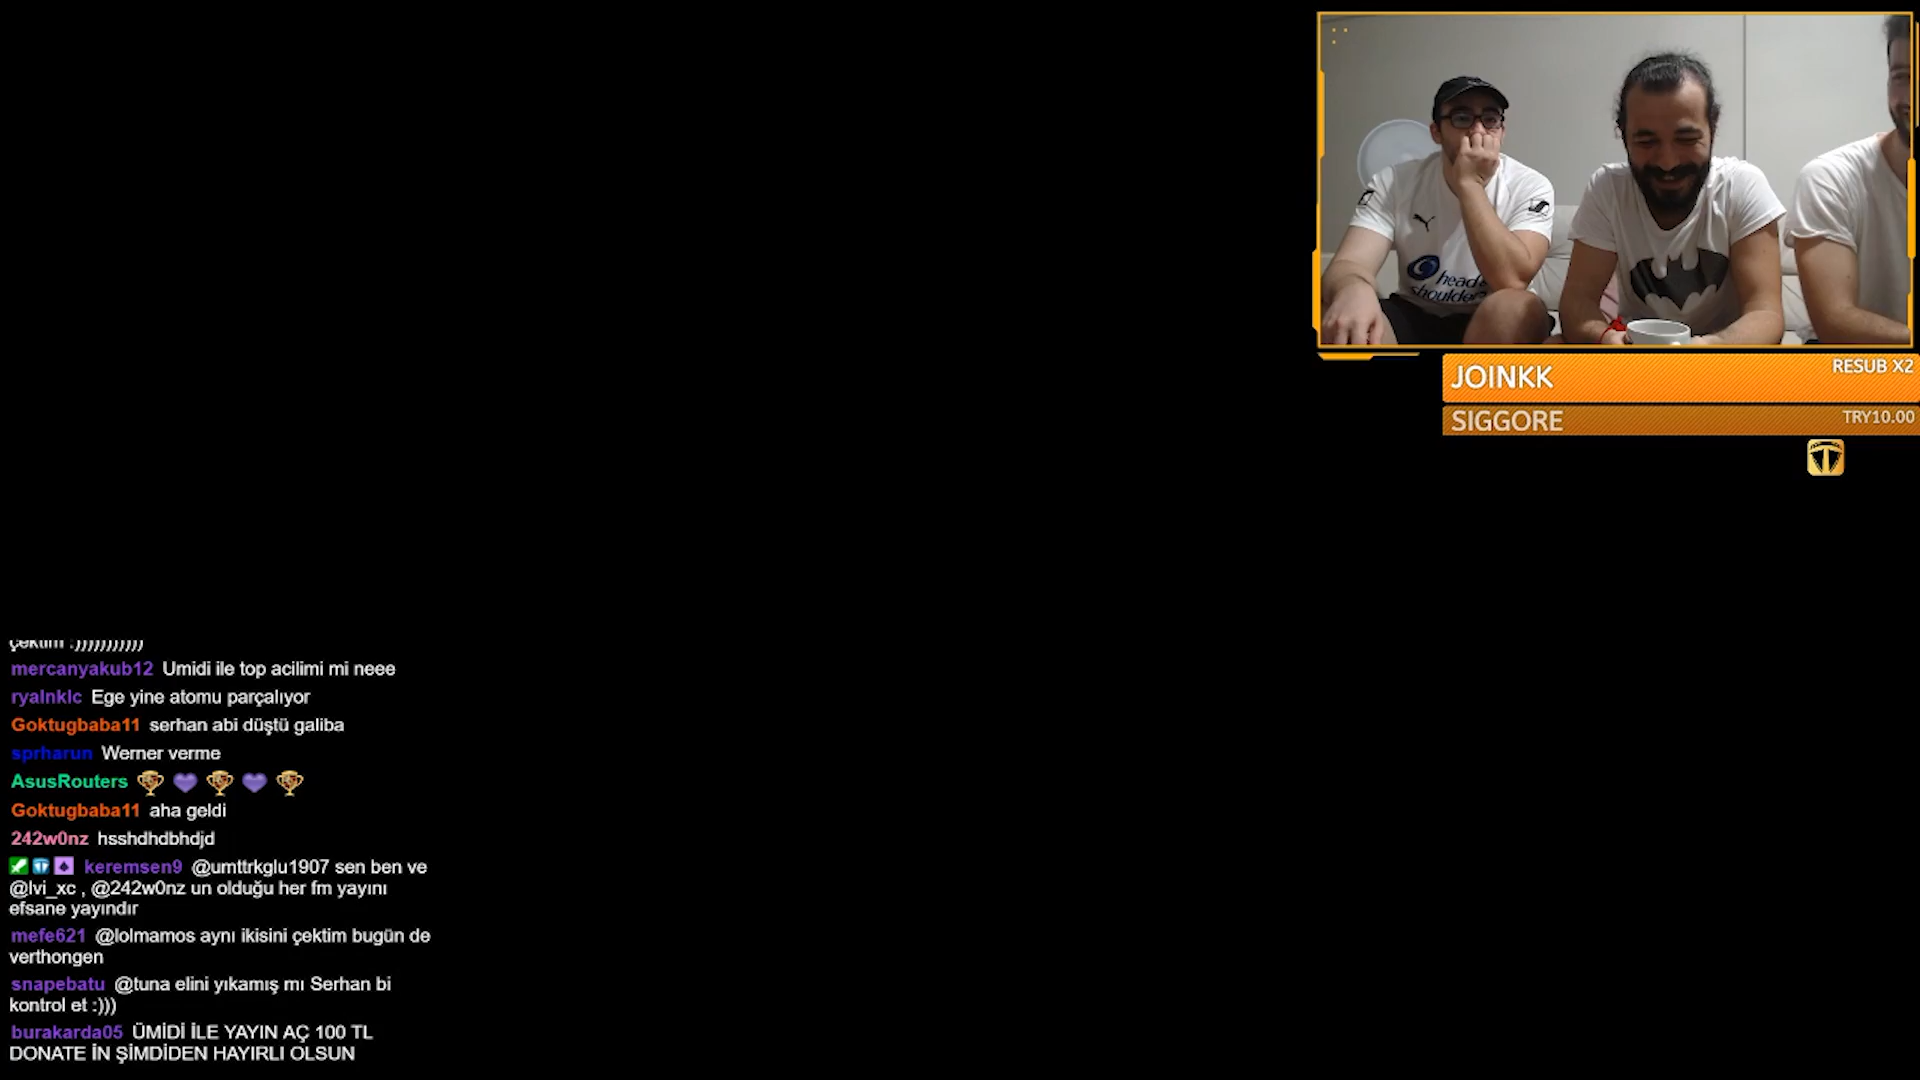 head&
shoulders
JOINKK
RESUB X2
SIGGORE
TRY10.00
çektim :)))))))))))
mercanyakub12 Umidi ile top acilimi mi neee
ryalnklc Ege yine atomu parçalıyor
Goktugbaba11 serhan abi düştü galiba
sprharun Werner verme
AsusRouters
Goktugbaba11 aha geldi
242w0nz hsshdhdbhdjd
keremsen9 @umttrkglu1907 sen ben ve
@lvi_xc , @242w0nz un olduğu her fm yayını
efsane yayındır
mefe621 @lolmamos aynı ikisini çektim bugün de
verthongen
snapebatu @tuna elini yıkamış mı Serhan bi
kontrol et :)))
burakarda05 ÜMİDİ İLE YAYIN AÇ 100 TL
DONATE İN ŞİMDİDEN HAYIRLI OLSUN